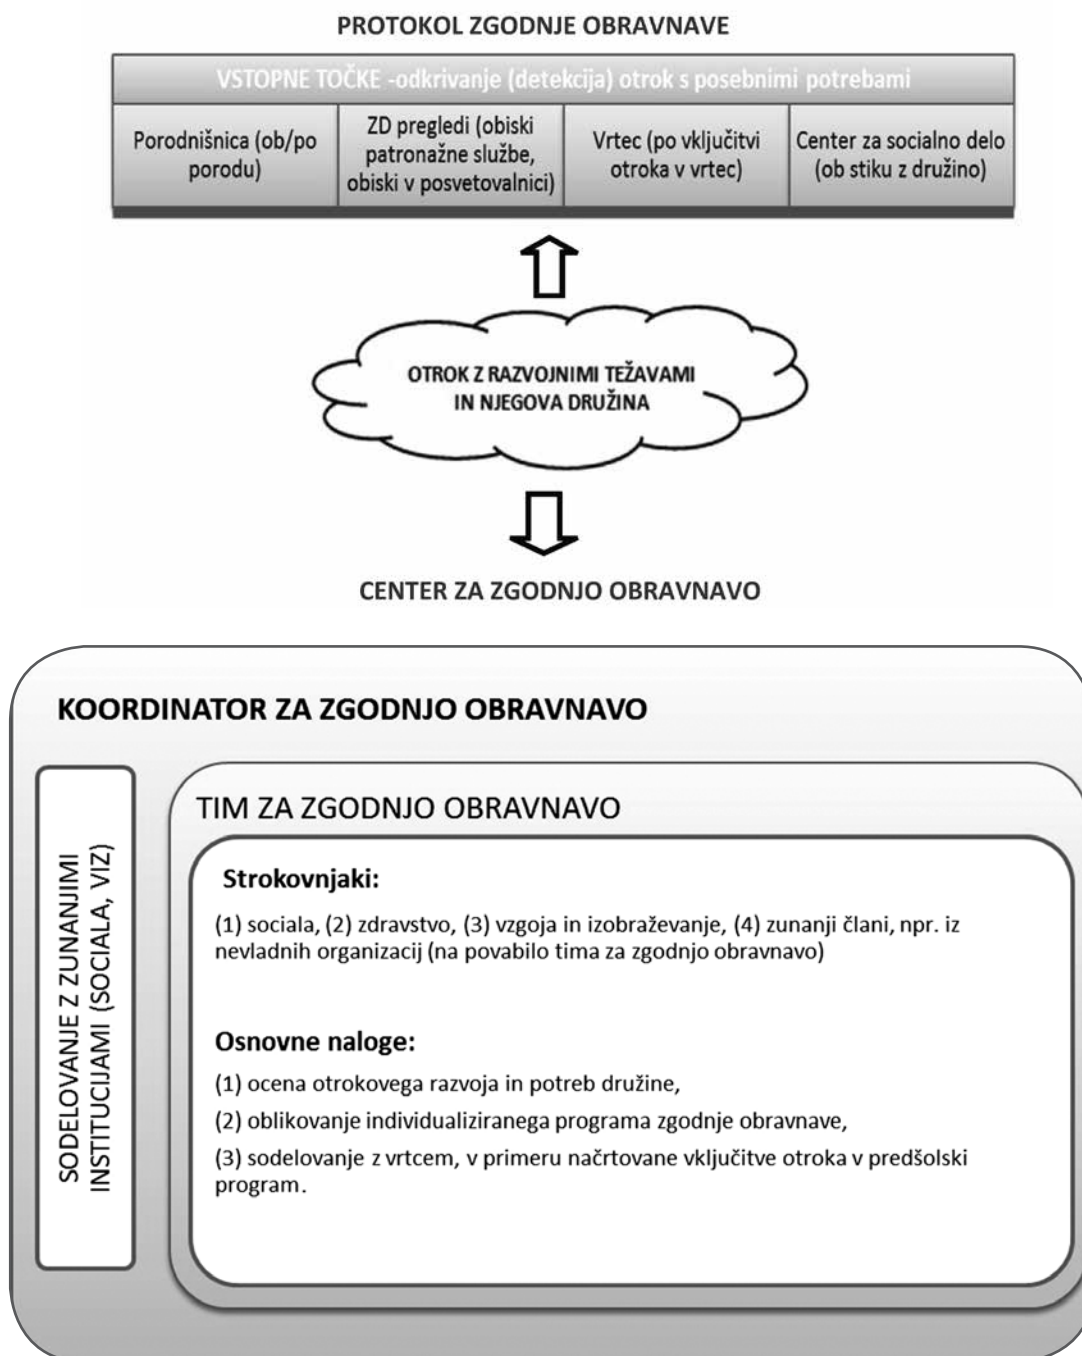 PROTOKOL ZGODNJE OBRAVNAVE
VSTOPNE TOČKE -odkrivanje (detekcija) otrok s posebnimi potrebami
Porodnišnica (ob/po
porodu)
ZD pregledi (obiski
patronažne službe,
obiski v posvetovalnici)
Vrtec (po vključitvi
otroka v vrtec)
Center za socialno delo
(ob stiku z družino)
OTROK Z RAZVOJNIMI TEŽAVAMI
IN NJEGOVA DRUŽINA
CENTER ZA ZGODNJO OBRAVNAVO
KOORDINATOR ZA ZGODNJO OBRAVNAVO
SODELOVANJE Z ZUNANJIMI
INSTITUCIJAMI (SOCIALA, VIZ)
TIM ZA ZGODNJO OBRAVNAVO
Strokovnjaki:
(1) sociala, (2) zdravstvo, (3) vzgoja in izobraževanje, (4) zunanji člani, npr. iz
nevladnih organizacij (na povabilo tima za zgodnjo obravnavo)
Osnovne naloge:
(1) ocena otrokovega razvoja in potreb družine,
(2) oblikovanje individualiziranega programa zgodnje obravnave,
(3) sodelovanje z vrtcem, v primeru načrtovane vključitve otroka v predšolski
program.